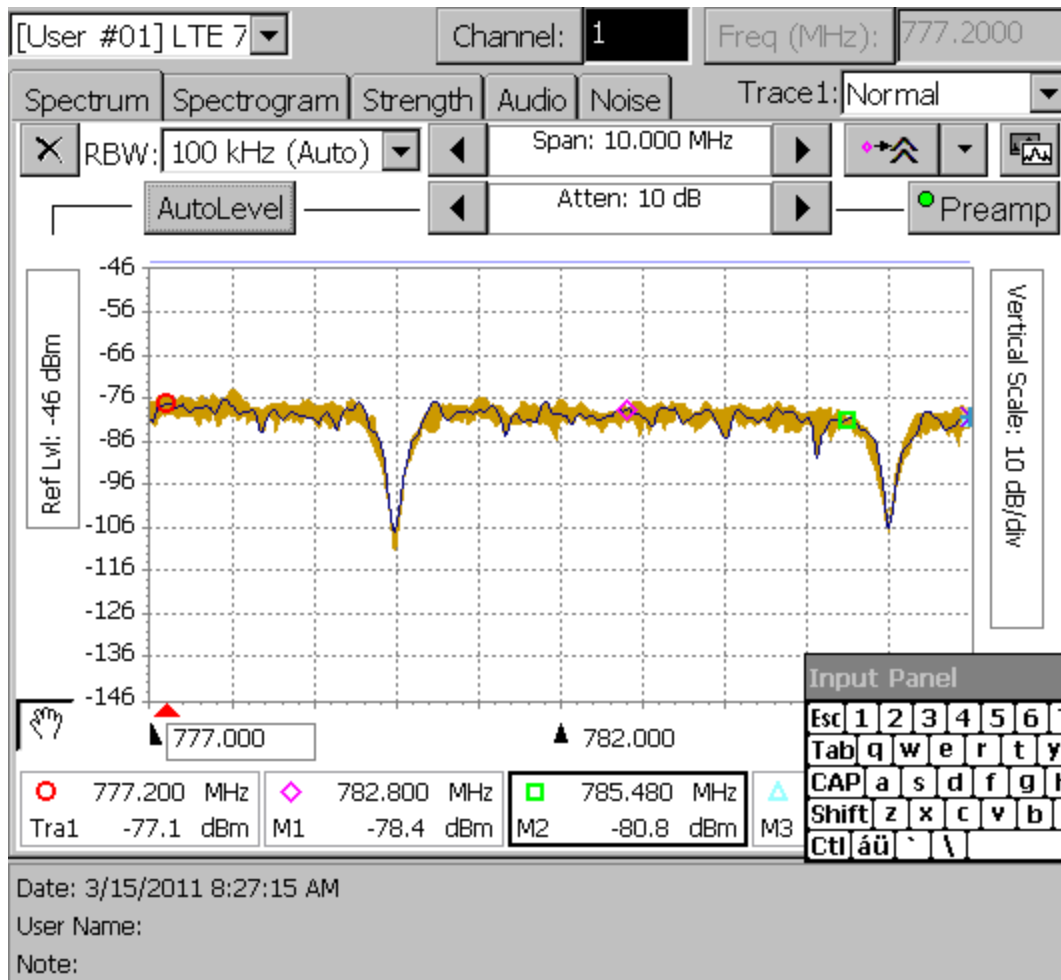 [User #01] LTE 7 Channel: 1 Freq (MHz): 777.2000
Spectrum Spectrogram Strength Audio Noise Trace1: Normal
RBW: 100 kHz (Auto) Span: 10.000 MHz
AutoLevel Atten: 10 dB Preamp
Ref Lvl: -46 dBm
-46
-56
-66
-76
-86
-96
-106
-116
-126
-136
-146
Vertical Scale: 10 dB/div
777.000 782.000
777.200 MHz 782.800 MHz 785.480 MHz
Tra1 -77.1 dBm M1 -78.4 dBm M2 -80.8 dBm M3
Input Panel
Esc 1 2 3 4 5 6
Tab q w e r t y
CAP a s d f g h
Shift z x c v b
Ctl áü ` \
Date: 3/15/2011 8:27:15 AM
User Name:
Note: